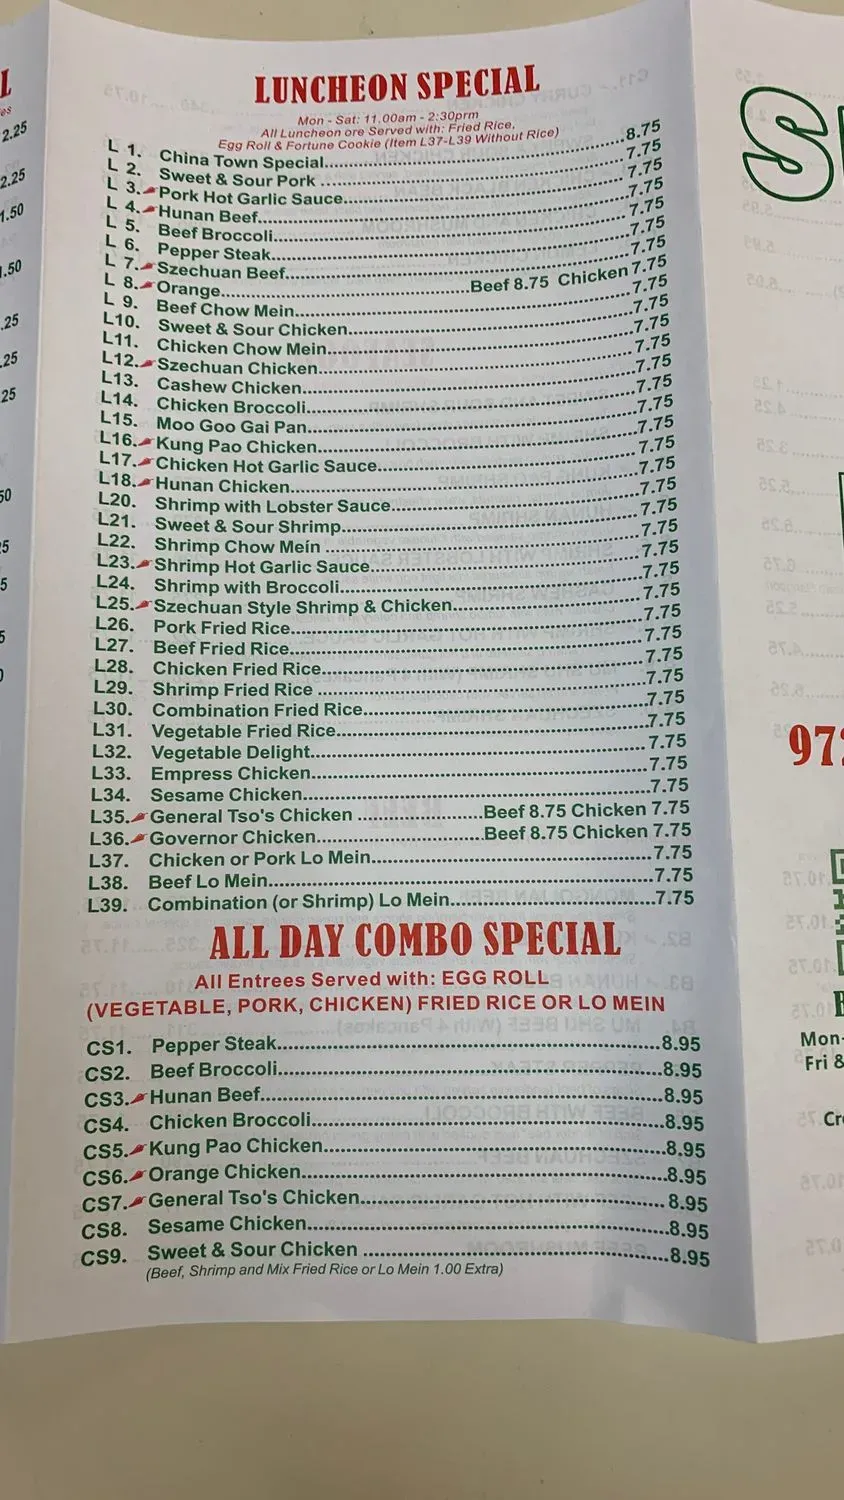 LUNCHEON SPECIAL
Mon - Sat: 11.00am - 2:30prm
All Luncheon ore Served with: Fried Rice,
Egg Roll & Fortune Cookie (Item L37-L39 Without Rice)
L 1. China Town Special 8.75
L 2. Sweet & Sour Pork 7.75
L 3. Pork Hot Garlic Sauce 7.75
L 4. Hunan Beef 7.75
L 5. Beef Broccoli 7.75
L 6. Pepper Steak 7.75
L 7. Szechuan Beef 7.75
L 8. Orange Beef 8.75 Chicken 7.75
L 9. Beef Chow Mein 7.75
L10. Sweet & Sour Chicken 7.75
L11. Chicken Chow Mein 7.75
L12. Szechuan Chicken 7.75
L13. Cashew Chicken 7.75
L14. Chicken Broccoli 7.75
L15. Moo Goo Gai Pan 7.75
L16. Kung Pao Chicken 7.75
L17. Chicken Hot Garlic Sauce 7.75
L18. Hunan Chicken 7.75
L20. Shrimp with Lobster Sauce 7.75
L21. Sweet & Sour Shrimp 7.75
L22. Shrimp Chow Mein 7.75
L23. Shrimp Hot Garlic Sauce 7.75
L24. Shrimp with Broccoli 7.75
L25. Szechuan Style Shrimp & Chicken 7.75
L26. Pork Fried Rice 7.75
L27. Beef Fried Rice 7.75
L28. Chicken Fried Rice 7.75
L29. Shrimp Fried Rice 7.75
L30. Combination Fried Rice 7.75
L31. Vegetable Fried Rice 7.75
L32. Vegetable Delight 7.75
L33. Empress Chicken 7.75
L34. Sesame Chicken 7.75
L35. General Tso's Chicken Beef 8.75 Chicken 7.75
L36. Governor Chicken Beef 8.75 Chicken 7.75
L37. Chicken or Pork Lo Mein 7.75
L38. Beef Lo Mein 7.75
L39. Combination (or Shrimp) Lo Mein 7.75
ALL DAY COMBO SPECIAL
All Entrees Served with: EGG ROLL
(VEGETABLE, PORK, CHICKEN) FRIED RICE OR LO MEIN
CS1. Pepper Steak 8.95
CS2. Beef Broccoli 8.95
CS3. Hunan Beef 8.95
CS4. Chicken Broccoli 8.95
CS5. Kung Pao Chicken 8.95
CS6. Orange Chicken 8.95
CS7. General Tso's Chicken 8.95
CS8. Sesame Chicken 8.95
CS9. Sweet & Sour Chicken 8.95
(Beef, Shrimp and Mix Fried Rice or Lo Mein 1.00 Extra)
2.25
2.25
1.50
.50
.25
.25
25
972
Mon-
Fri &